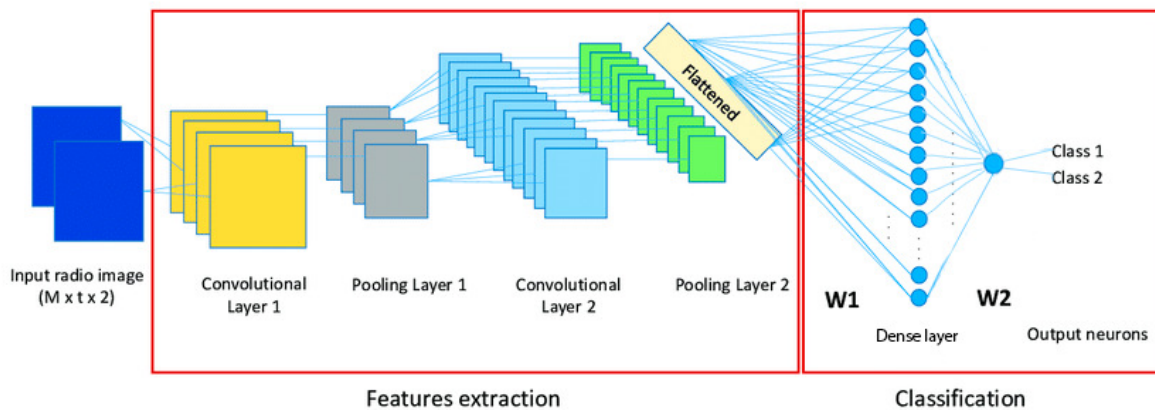 Flattened
Class 1
Class 2
Input radio image
(M x t x 2)
Convolutional
Layer 1
Pooling Layer 1
Convolutional
Layer 2
Pooling Layer 2
W1
W2
Dense layer
Output neurons
Features extraction
Classification